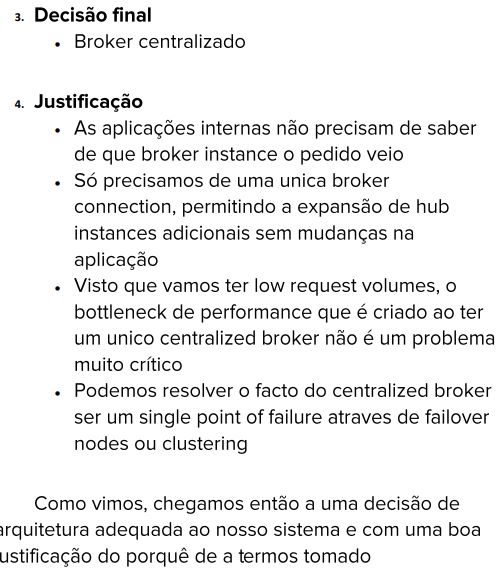 3. Decisão final
• Broker centralizado
4. Justificação
• As aplicações internas não precisam de saber
de que broker instance o pedido veio
• Só precisamos de uma unica broker
connection, permitindo a expansão de hub
instances adicionais sem mudanças na
aplicação
• Visto que vamos ter low request volumes, o
bottleneck de performance que é criado ao ter
um unico centralized broker não é um problema
muito crítico
• Podemos resolver o facto do centralized broker
ser um single point of failure atraves de failover
nodes ou clustering
Como vimos, chegamos então a uma decisão de
arquitetura adequada ao nosso sistema e com uma boa
ustificação do porquê de a termos tomado